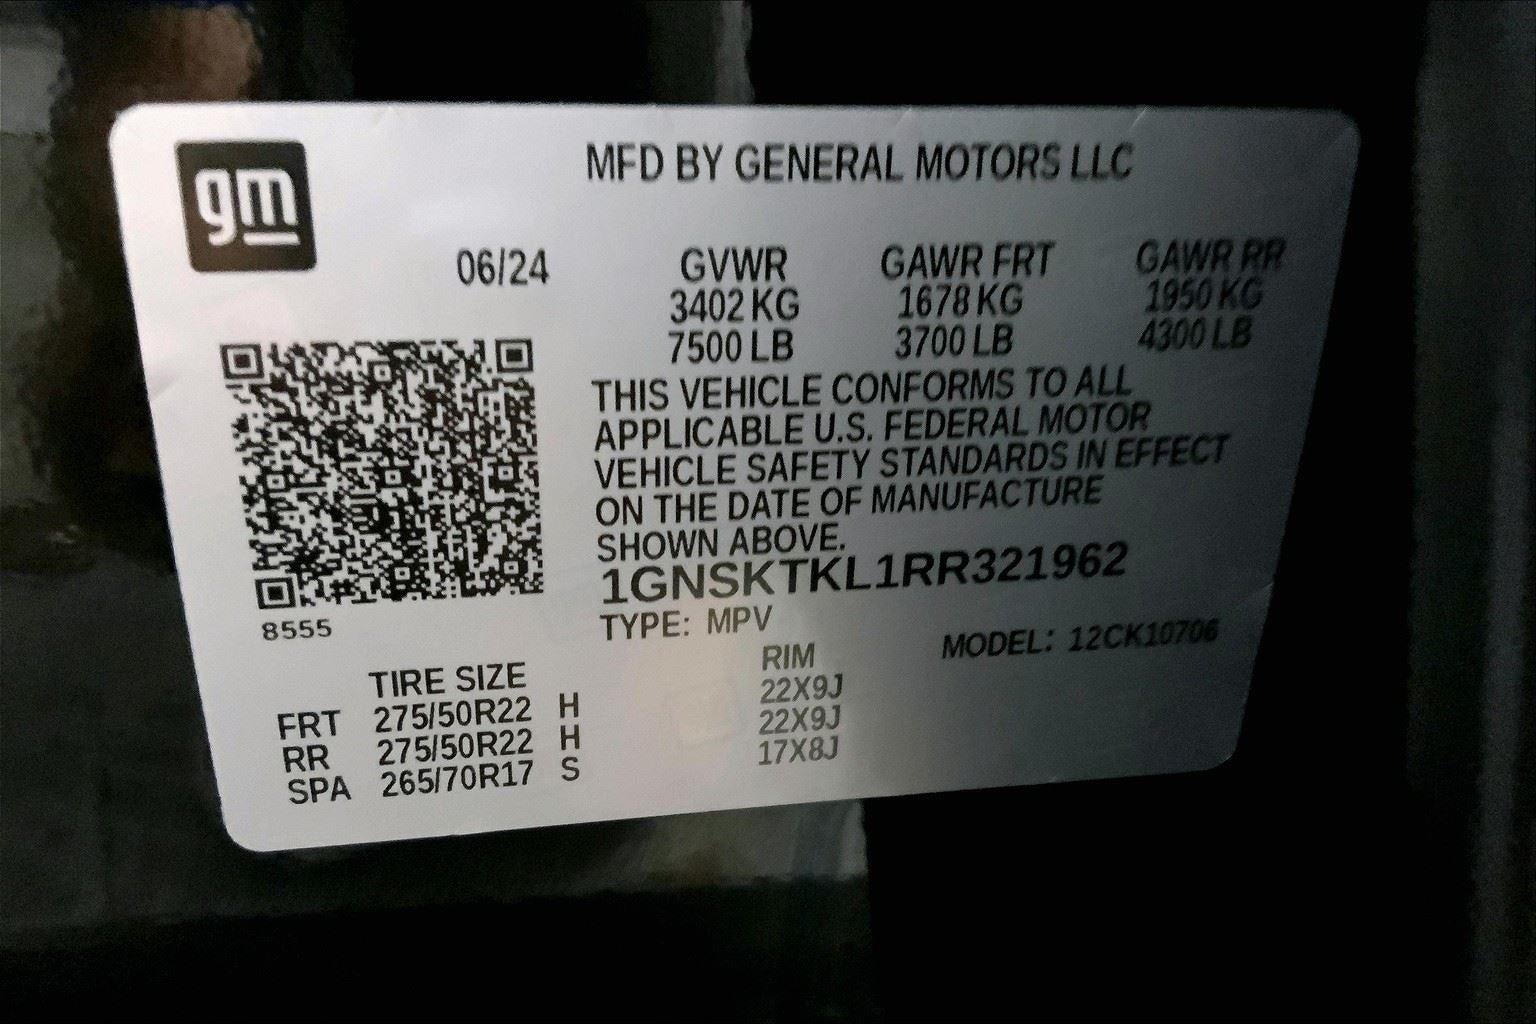 gm
MFD BY GENERAL MOTORS LLC
06/24 GVWR GAWR FRT GAWR RR
3402 KG 1678 KG 1950 KG
7500 LB 3700 LB 4300 LB
THIS VEHICLE CONFORMS TO ALL
APPLICABLE U.S. FEDERAL MOTOR
VEHICLE SAFETY STANDARDS IN EFFECT
ON THE DATE OF MANUFACTURE
SHOWN ABOVE.
1GNSKTKL1RR321962
8555
TYPE: MPV MODEL: 12CK10706
TIRE SIZE RIM
FRT 275/50R22 H 22X9J
RR 275/50R22 H 22X9J
SPA 265/70R17 S 17X8J